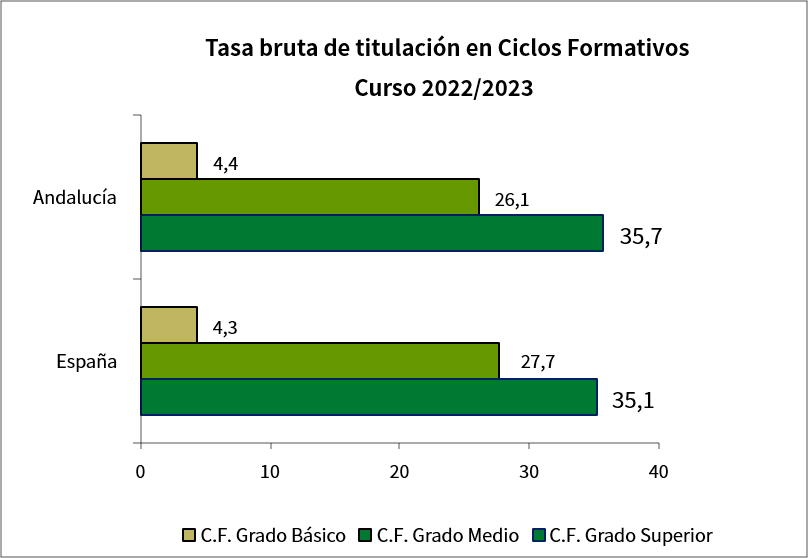 Tasa bruta de titulación en Ciclos Formativos
Curso 2022/2023
Andalucía
4,4
26,1
35,7
España
4,3
27,7
35,1
0 10 20 30 40
C.F. Grado Básico C.F. Grado Medio C.F. Grado Superior